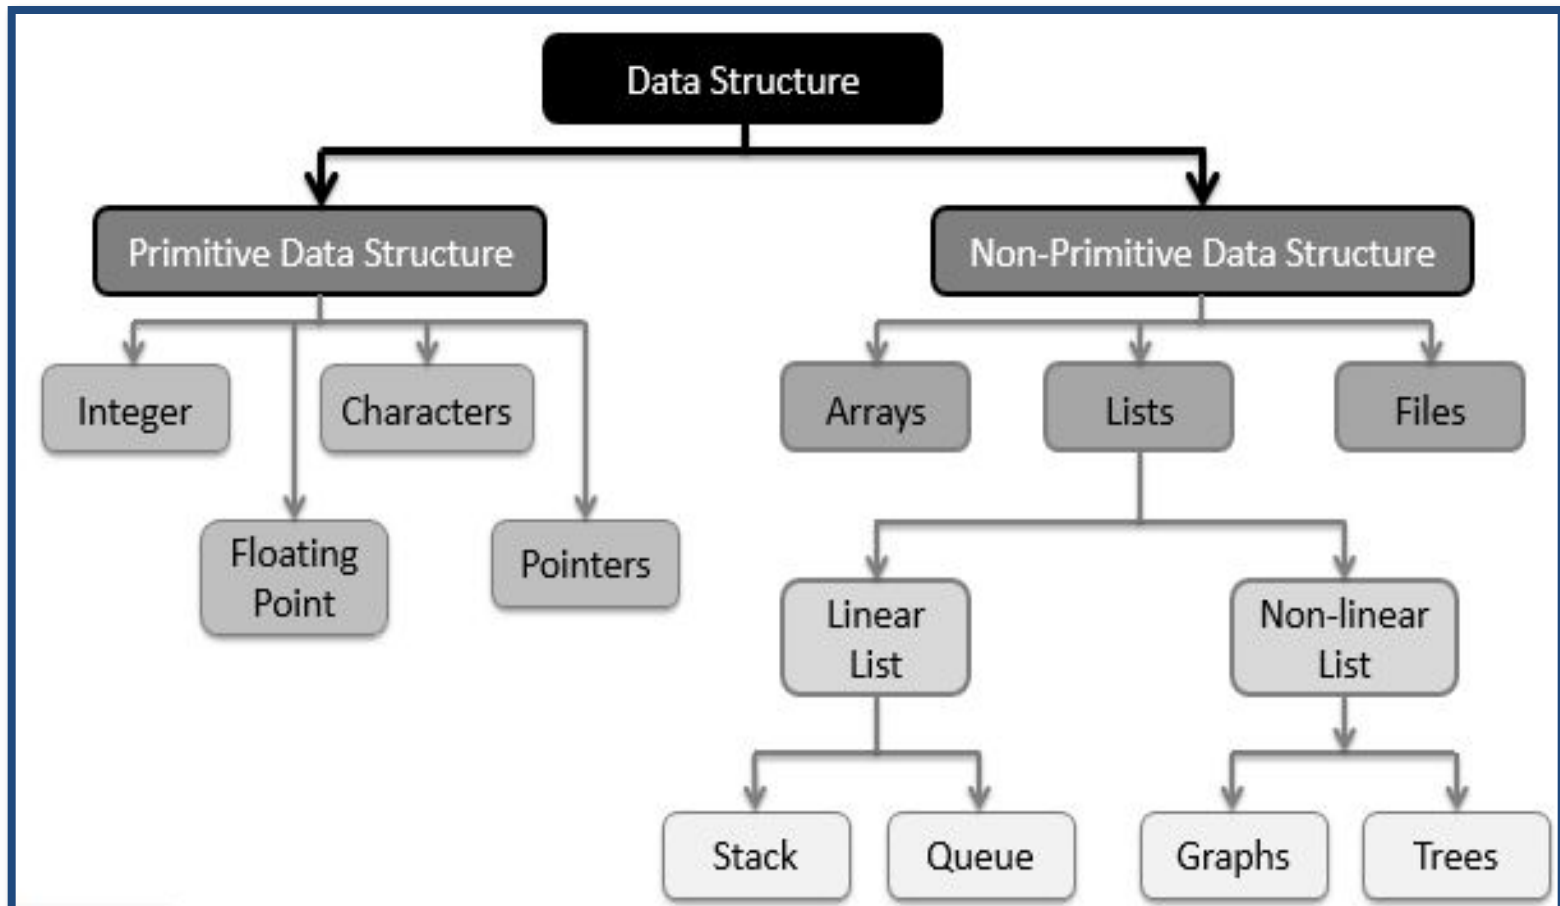 Data Structure
Primitive Data Structure
Non-Primitive Data Structure
Integer
Characters
Arrays
Lists
Files
Floating
Point
Pointers
Linear
List
Non-linear
List
Stack
Queue
Graphs
Trees